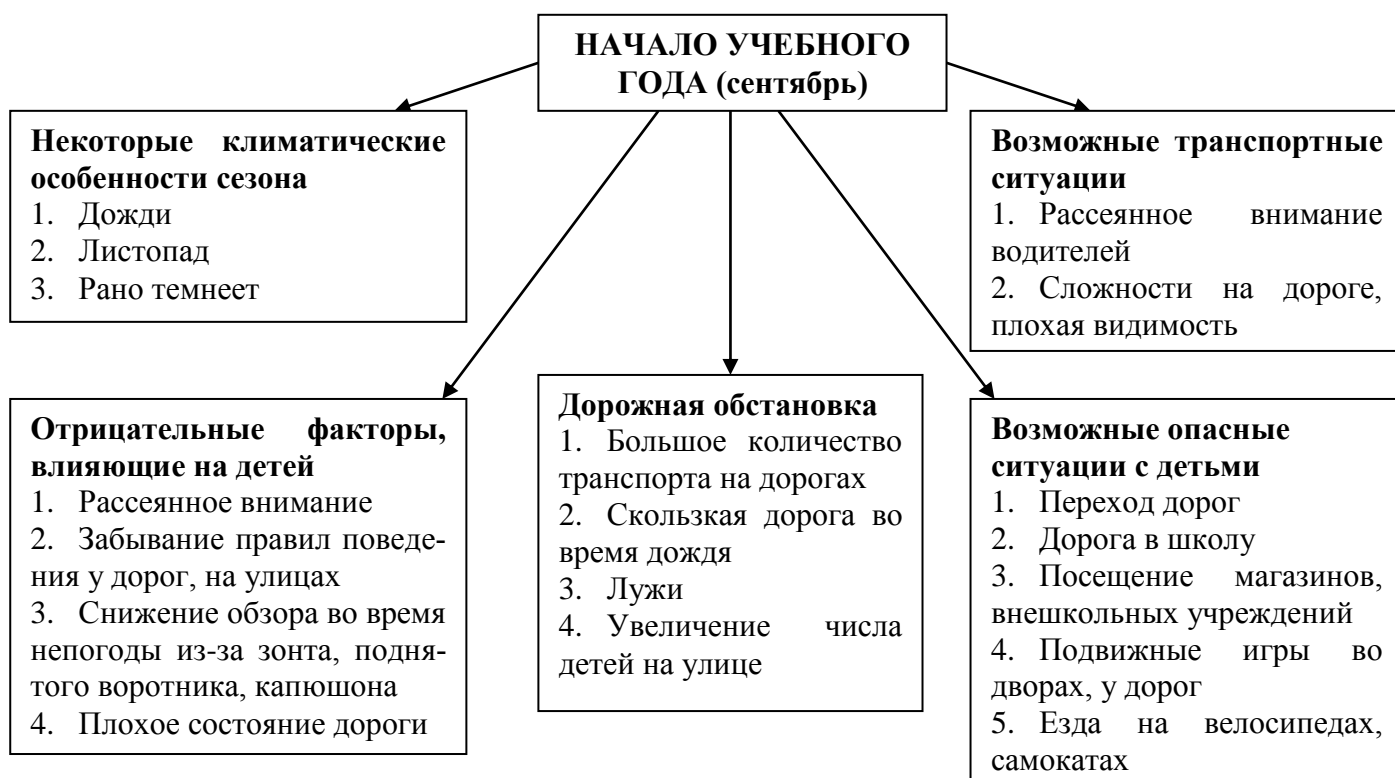 НАЧАЛО УЧЕБНОГО
ГОДА (сентябрь)
Некоторые климатические
особенности сезона
1. Дожди
2. Листопад
3. Рано темнеет
Возможные транспортные
ситуации
1. Рассеянное внимание
водителей
2. Сложности на дороге,
плохая видимость
Отрицательные факторы,
влияющие на детей
1. Рассеянное внимание
2. Забывание правил поведе-
ния у дорог, на улицах
3. Снижение обзора во время
непогоды из-за зонта, подня-
того воротника, капюшона
4. Плохое состояние дороги
Дорожная обстановка
1. Большое количество
транспорта на дорогах
2. Скользкая дорога во
время дождя
3. Лужи
4. Увеличение числа
детей на улице
Возможные опасные
ситуации с детьми
1. Переход дорог
2. Дорога в школу
3. Посещение магазинов,
внешкольных учреждений
4. Подвижные игры во
дворах, у дорог
5. Езда на велосипедах,
самокатах